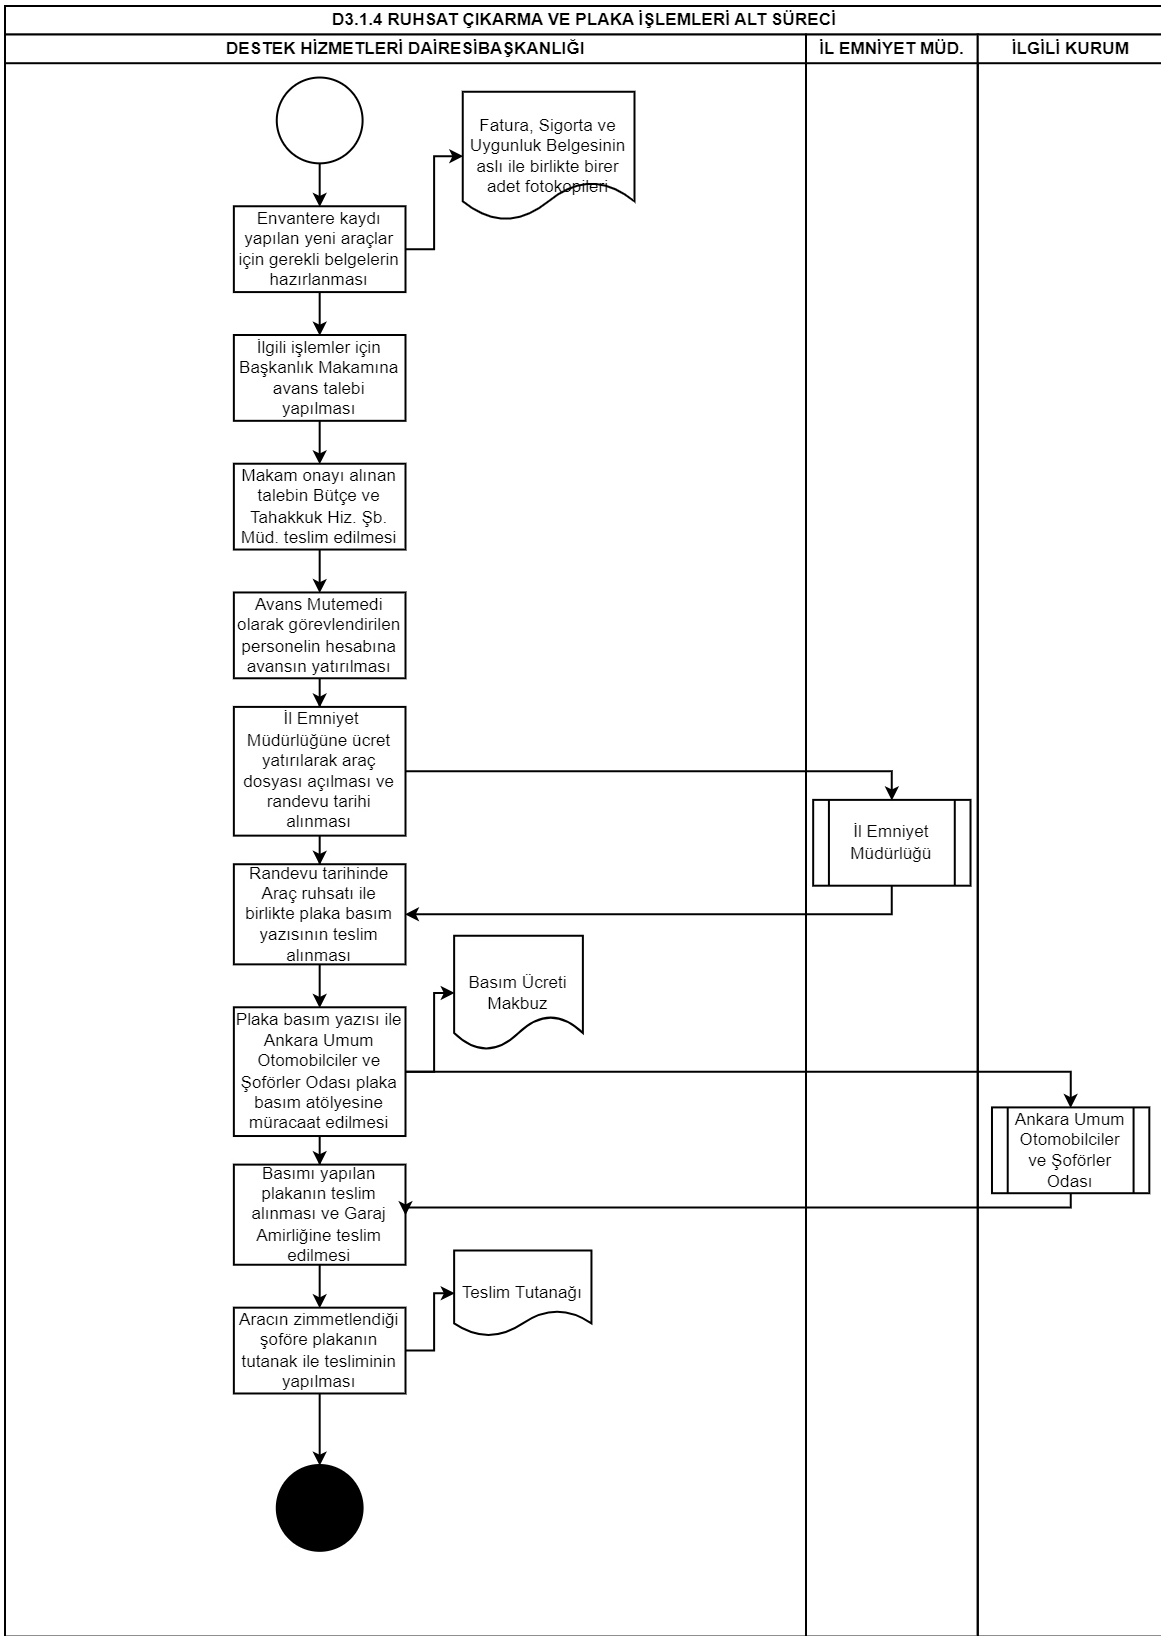 D3.1.4 RUHSAT ÇIKARMA VE PLAKA İŞLEMLERİ ALT SÜRECİ
DESTEK HİZMETLERİ DAİRESİBAŞKANLIĞI
İL EMNİYET MÜD.
İLGİLİ KURUM
Fatura, Sigorta ve
Uygunluk Belgesinin
aslı ile birlikte birer
adet fotokopileri
Envantere kaydı
yapılan yeni araçlar
için gerekli belgelerin
hazırlanması
İlgili işlemler için
Başkanlık Makamına
avans talebi
yapılması
Makam onayı alınan
talebin Bütçe ve
Tahakkuk Hiz. Şb.
Müd. teslim edilmesi
Avans Mutemedi
olarak görevlendirilen
personelin hesabına
avansın yatırılması
İl Emniyet
Müdürlüğüne ücret
yatırılarak araç
dosyası açılması ve
randevu tarihi
alınması
İl Emniyet
Müdürlüğü
Randevu tarihinde
Araç ruhsatı ile
birlikte plaka basım
yazısının teslim
alınması
Basım Ücreti
Makbuz
Plaka basım yazısı ile
Ankara Umum
Otomobilciler ve
Şoförler Odası plaka
basım atölyesine
müracaat edilmesi
Ankara Umum
Otomobilciler
ve Şoförler
Odası
Basımı yapılan
plakanın teslim
alınması ve Garaj
Amirliğine teslim
edilmesi
Teslim Tutanağı
Aracın zimmetlendiği
şoföre plakanın
tutanak ile tesliminin
yapılması